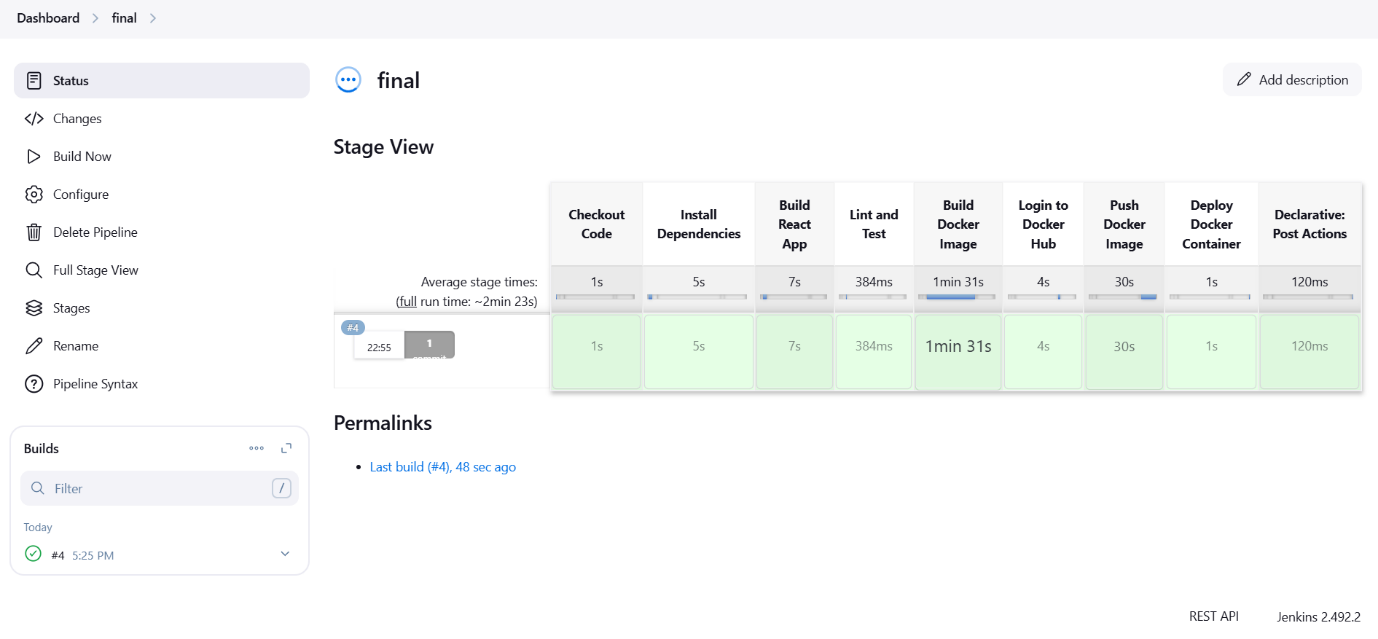 Dashboard
final
Status
Changes
Build Now
Configure
Delete Pipeline
Full Stage View
Stages
Rename
Pipeline Syntax
Builds
Filter
/
Today
#4 5:25 PM
final
Add description
Stage View
Checkout
Code
Install
Dependencies
Build
React
App
Lint and
Test
Build
Docker
Image
Login to
Docker
Hub
Push
Docker
Image
Deploy
Docker
Container
Declarative:
Post Actions
Average stage times:
(full run time: ~2min 23s)
1s 5s 7s 384ms 1min 31s 4s 30s 1s 120ms
#4
22:55
1
commit
1s 5s 7s 384ms 1min 31s 4s 30s 1s 120ms
Permalinks
Last build (#4), 48 sec ago
REST API Jenkins 2.492.2